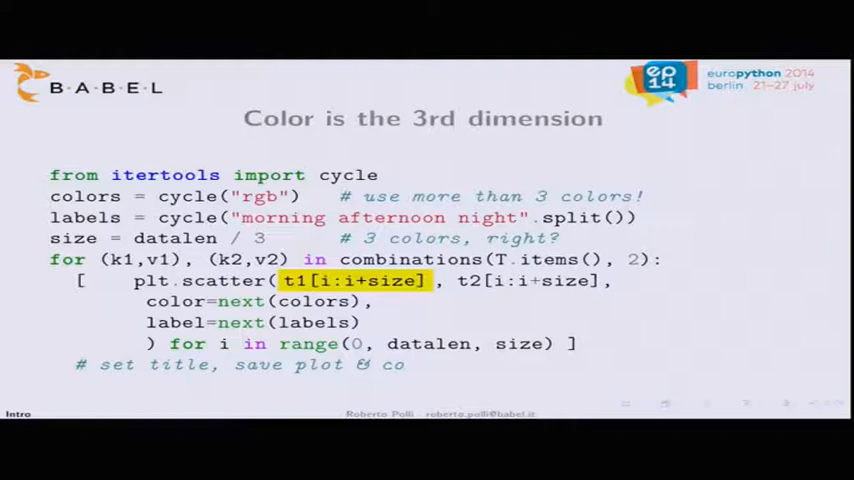 B·A·B·E·L
ep
14
europython 2014
berlin 21–27 july
Color is the 3rd dimension
from itertools import cycle
colors = cycle("rgb") # use more than 3 colors!
labels = cycle("morning afternoon night".split())
size = datalen / 3 # 3 colors, right?
for (k1,v1), (k2,v2) in combinations(T.items(), 2):
[ plt.scatter( t1[i:i+size] , t2[i:i+size],
color=next(colors),
label=next(labels)
) for i in range(0, datalen, size) ]
# set title, save plot & co
Intro
Roberto Polli - roberto.polli@babel.it